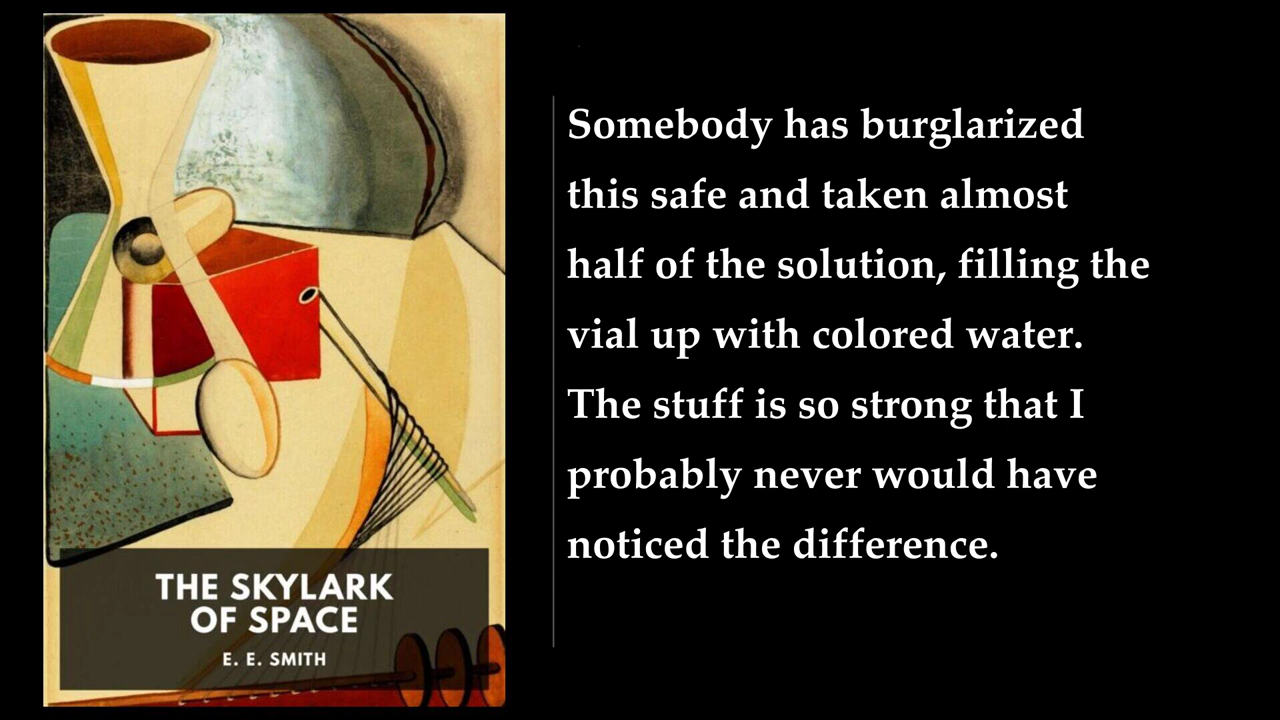 THE SKYLARK
OF SPACE
E. E. SMITH
Somebody has burglarized
this safe and taken almost
half of the solution, filling the
vial up with colored water.
The stuff is so strong that I
probably never would have
noticed the difference.